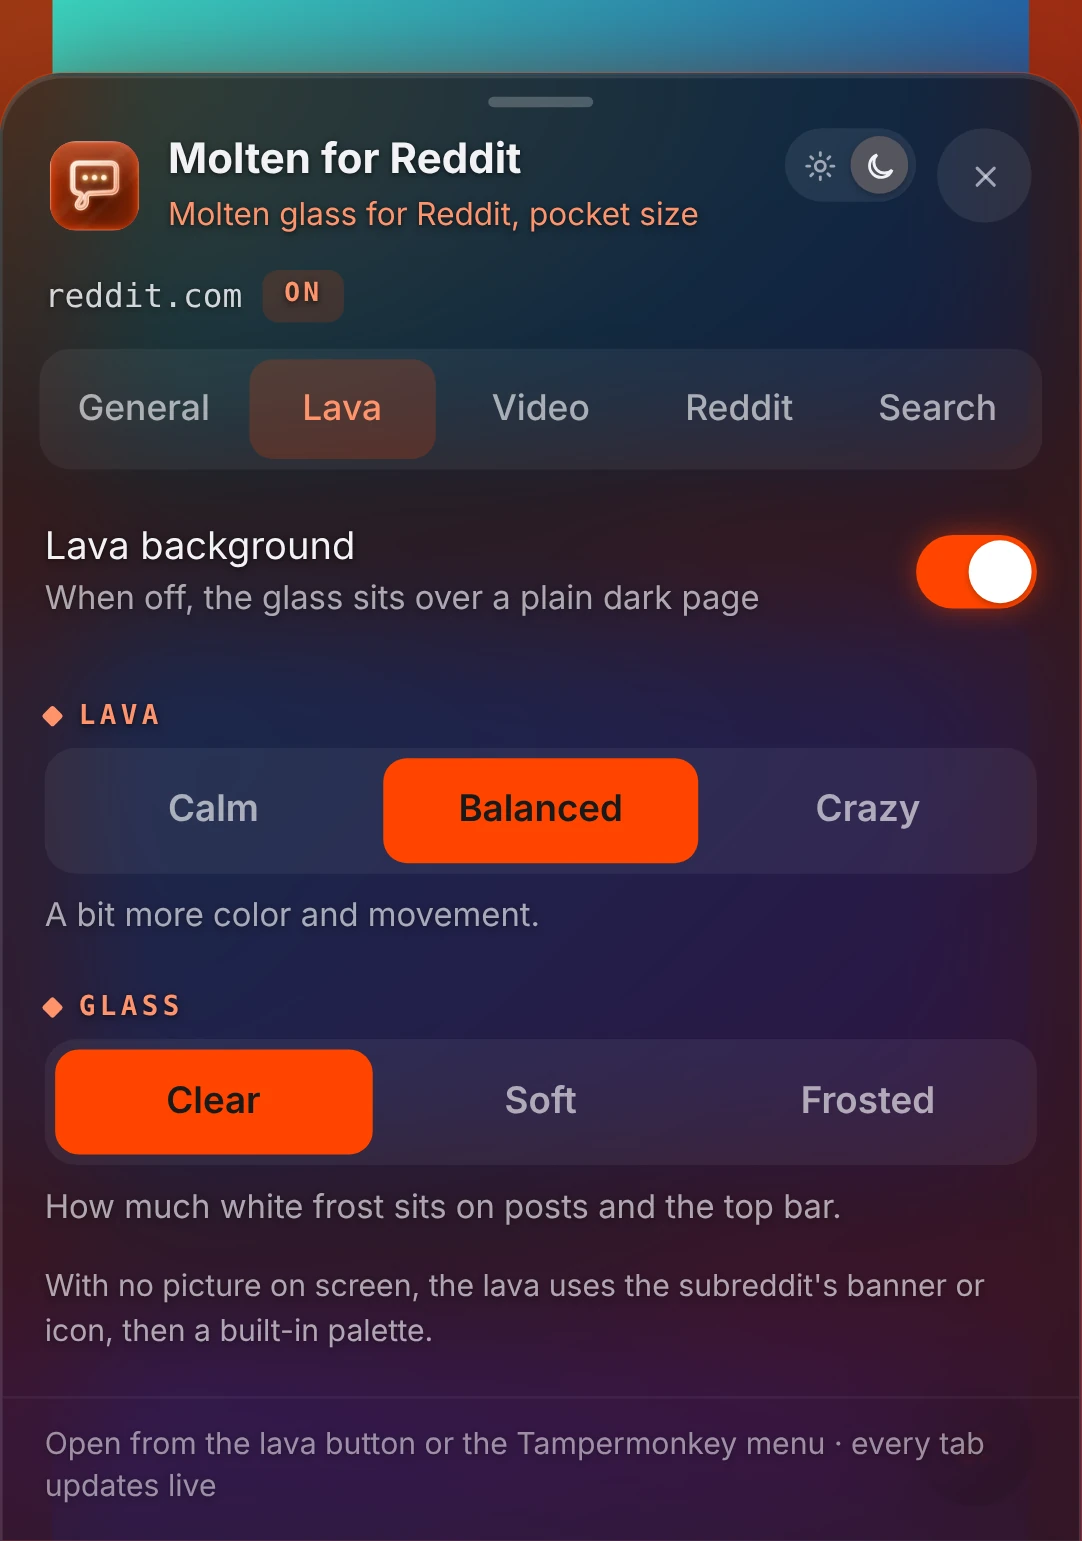 Molten for Reddit
Molten glass for Reddit, pocket size
reddit.com ON
General Lava Video Reddit Search
Lava background
When off, the glass sits over a plain dark page
LAVA
Calm Balanced Crazy
A bit more color and movement.
GLASS
Clear Soft Frosted
How much white frost sits on posts and the top bar.
With no picture on screen, the lava uses the subreddit's banner or
icon, then a built-in palette.
Open from the lava button or the Tampermonkey menu · every tab
updates live